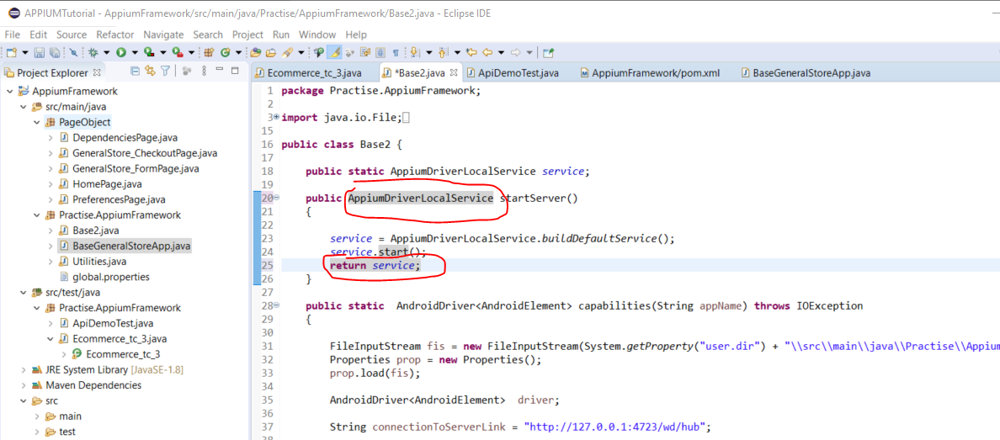 APPIUMTutorial - AppiumFramework/src/main/java/Practise/AppiumFramework/Base2.java - Eclipse IDE
File Edit Source Refactor Navigate Search Project Run Window Help
Project Explorer
AppiumFramework
src/main/java
PageObject
DependenciesPage.java
GeneralStore_CheckoutPage.java
GeneralStore_FormPage.java
HomePage.java
PreferencesPage.java
Practise.AppiumFramework
Base2.java
BaseGeneralStoreApp.java
Utilities.java
global.properties
src/test/java
Practise.AppiumFramework
ApiDemoTest.java
Ecommerce_tc_3.java
Ecommerce_tc_3
JRE System Library [JavaSE-1.8]
Maven Dependencies
src
main
test
Ecommerce_tc_3.java *Base2.java ApiDemoTest.java AppiumFramework/pom.xml BaseGeneralStoreApp.java
1 package Practise.AppiumFramework;
2
3 import java.io.File;
15
16 public class Base2 {
17
18 public static AppiumDriverLocalService service;
19
20 public AppiumDriverLocalService startServer()
21 {
22
23 service = AppiumDriverLocalService.buildDefaultService();
24 service.start();
25 return service;
26 }
27
28 public static AndroidDriver<AndroidElement> capabilities(String appName) throws IOException
29 {
30
31 FileInputStream fis = new FileInputStream(System.getProperty("user.dir") + "\\src\\main\\java\\Practise\\Appium
32 Properties prop = new Properties();
33 prop.load(fis);
34
35 AndroidDriver<AndroidElement> driver;
36
37 String connectionToServerLink = "http://127.0.0.1:4723/wd/hub";